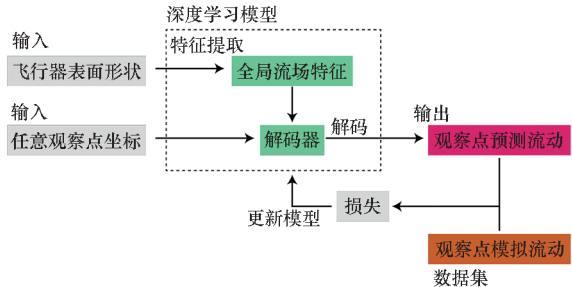 深度学习模型
输入
特征提取
飞行器表面形状
全局流场特征
输入
任意观察点坐标
解码器
解码
输出
观察点预测流动
更新模型
损失
观察点模拟流动
数据集